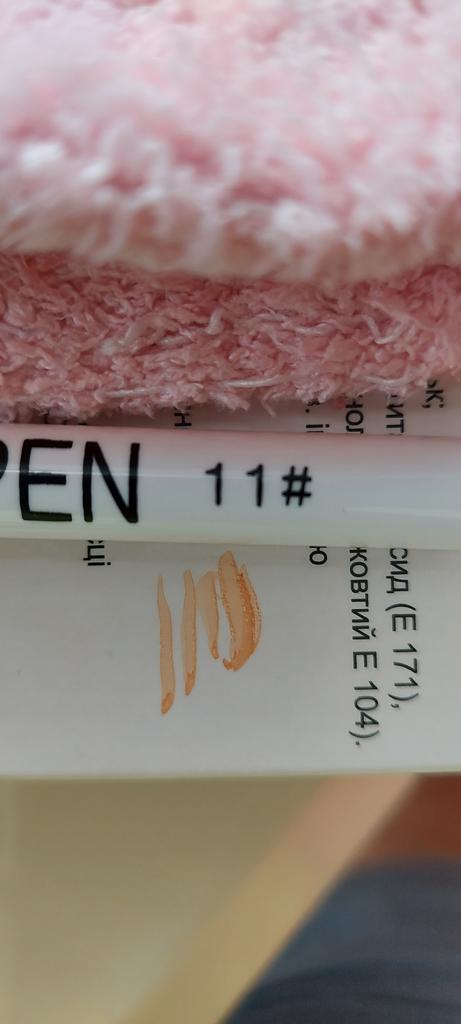 PEN 11#
сид (Е 171),
жовтий Е 104).